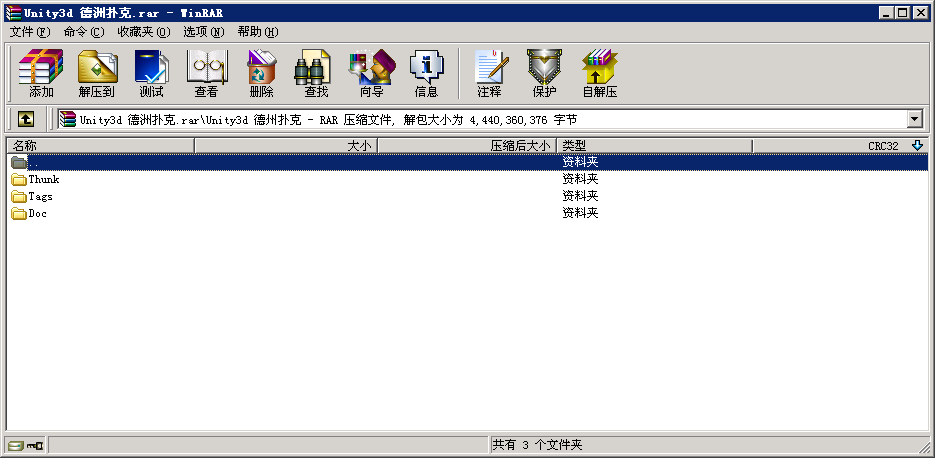 Unity3d 德洲扑克.rar - WinRAR
文件(F) 命令(C) 收藏夹(O) 选项(N) 帮助(H)
添加 解压到 测试 查看 删除 查找 向导 信息 注释 保护 自解压
Unity3d 德洲扑克.rar\Unity3d 德州扑克 - RAR 压缩文件, 解包大小为 4,440,360,376 字节
名称 大小 压缩后大小 类型 CRC32
.. 资料夹
Thunk 资料夹
Tags 资料夹
Doc 资料夹
共有 3 个文件夹